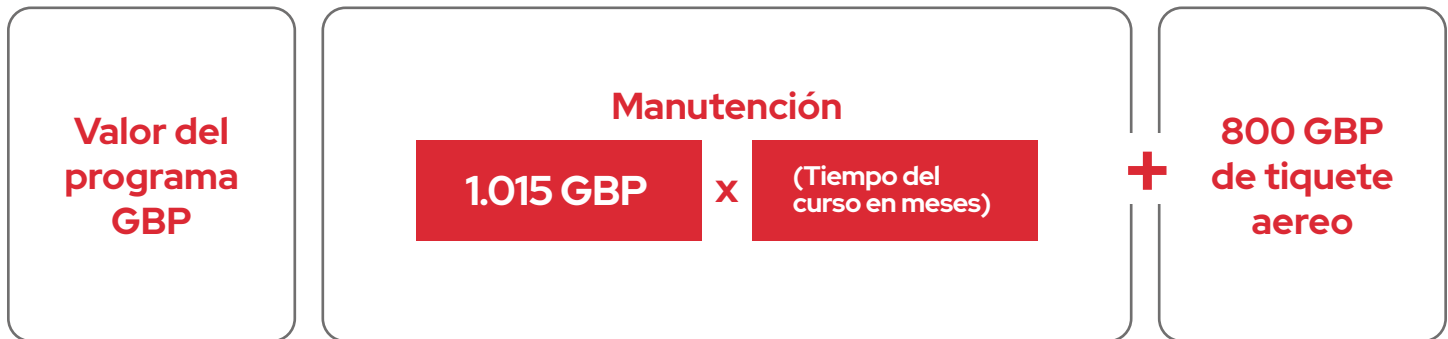 Valor del
programa
GBP
Manutención
1.015 GBP
x
(Tiempo del
curso en meses)
+
800 GBP
de tiquete
aereo